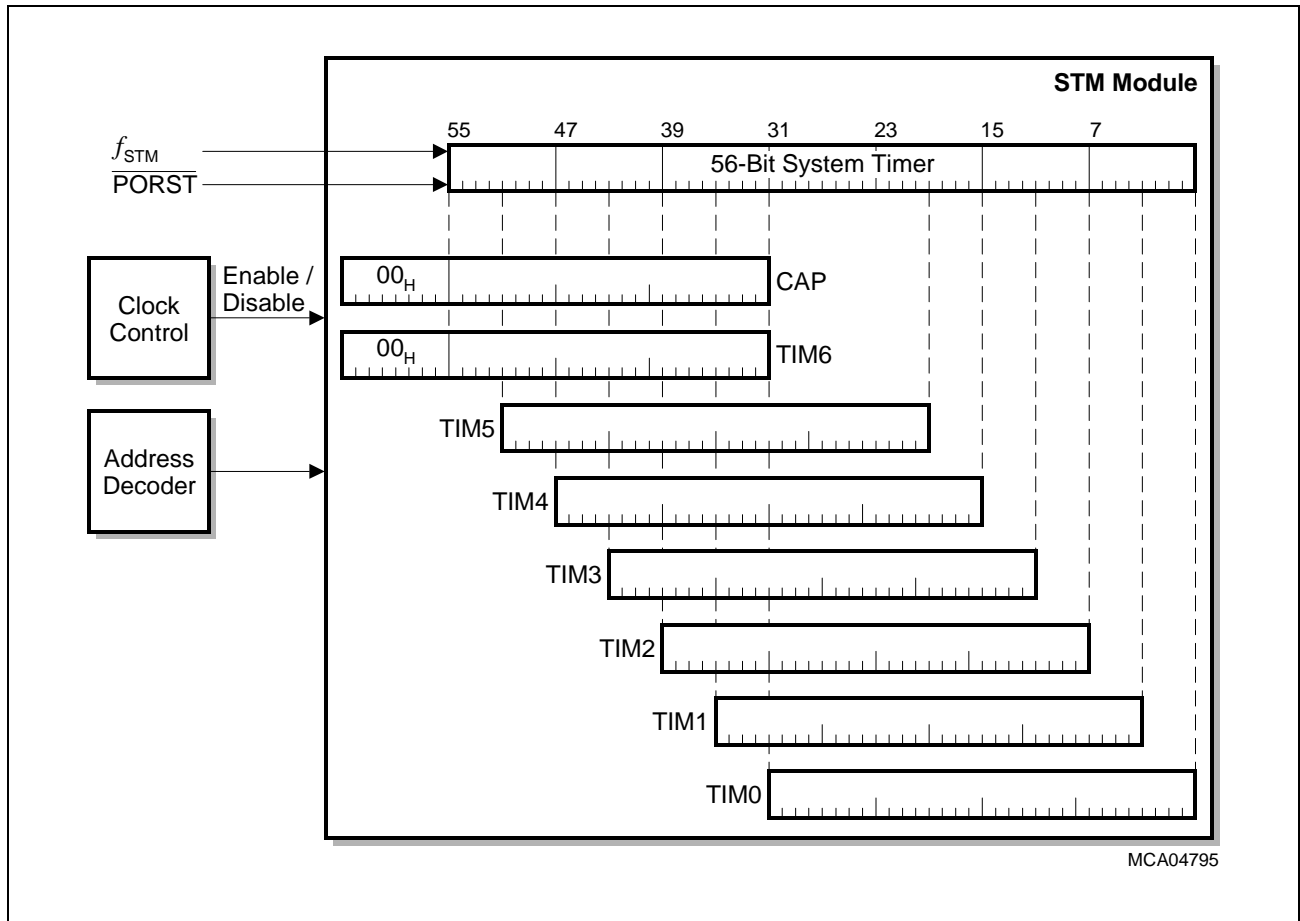 STM Module
55 47 39 31 23 15 7
56-Bit System Timer
fSTM
PORST
Clock
Control
Enable /
Disable
Address
Decoder
00H
CAP
00H
TIM6
TIM5
TIM4
TIM3
TIM2
TIM1
TIM0
MCA04795